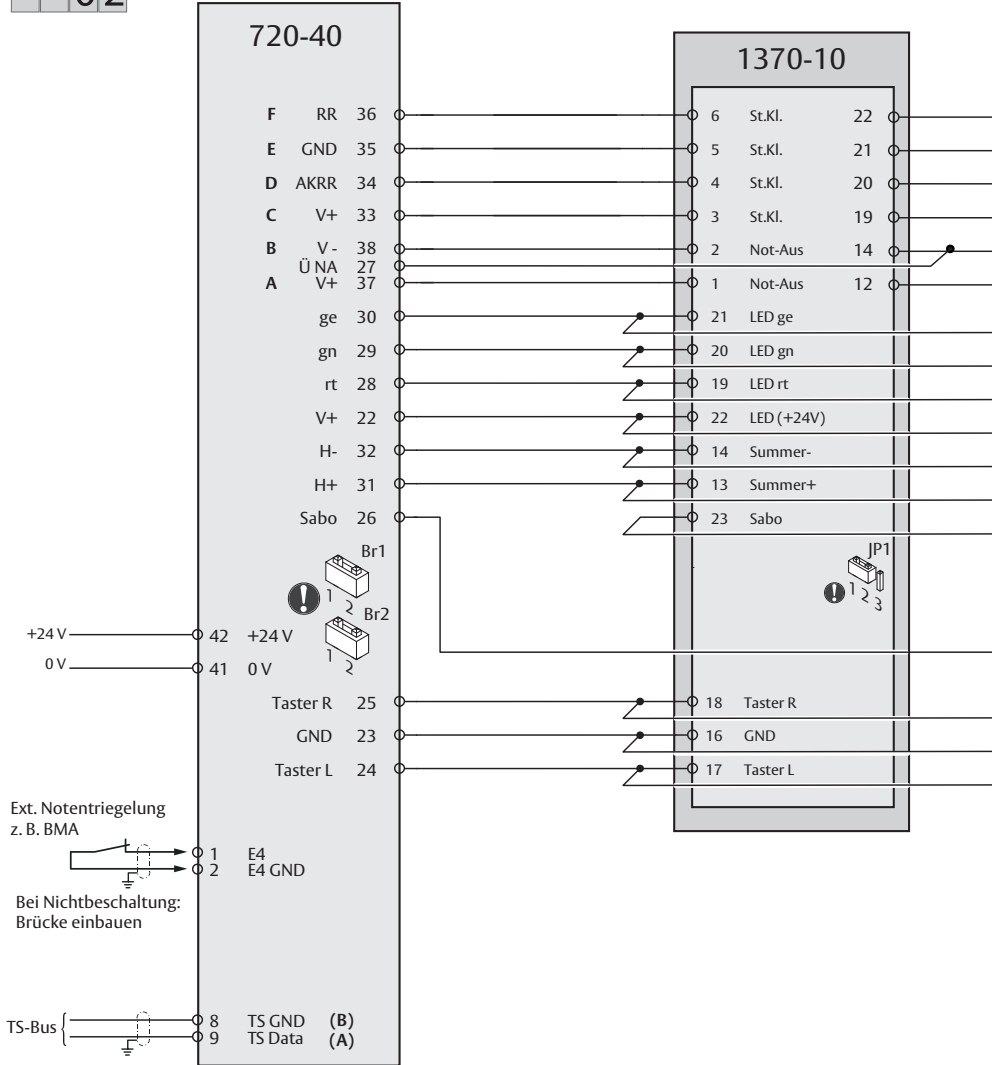 02
720-40
1370-10
F RR 36
6 St.Kl. 22
E GND 35
5 St.Kl. 21
D AKRR 34
4 St.Kl. 20
C V+ 33
3 St.Kl. 19
B V - 38
2 Not-Aus 14
Ü NA 27
A V+ 37
1 Not-Aus 12
ge 30
21 LED ge
gn 29
20 LED gn
rt 28
19 LED rt
V+ 22
22 LED (+24V)
H- 32
14 Summer-
H+ 31
13 Summer+
Sabo 26
23 Sabo
Br1
1 2
JP1
1 2 3
Br2
1 2
+24 V
42 +24 V
0 V
41 0 V
Taster R 25
18 Taster R
GND 23
16 GND
Taster L 24
17 Taster L
Ext. Notentriegelung
z. B. BMA
1 E4
2 E4 GND
Bei Nichtbeschaltung:
Brücke einbauen
TS-Bus
8 TS GND (B)
9 TS Data (A)